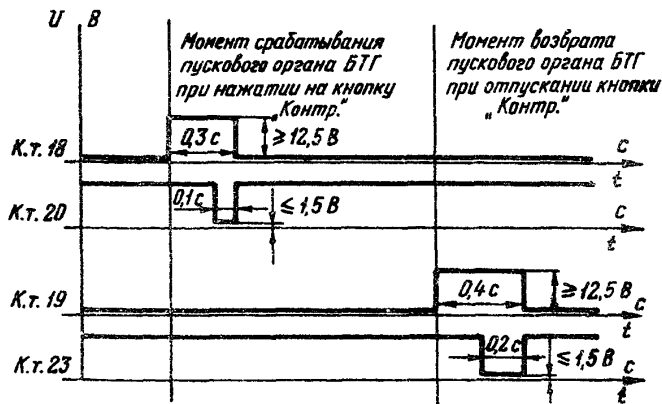 U В
Момент срабатывания
пускового органа БТГ
при нажатии на кнопку
„Контр."
Момент возврата
пускового органа БТГ
при отпускании кнопки
„Контр."
К.т. 18
0,3 с
≥ 12,5 В
с
t
К.т. 20
0,1 с
≤ 1,5 В
с
t
К.т. 19
0,4 с
≥ 12,5 В
с
t
К.т. 23
0,2 с
≤ 1,5 В
с
t